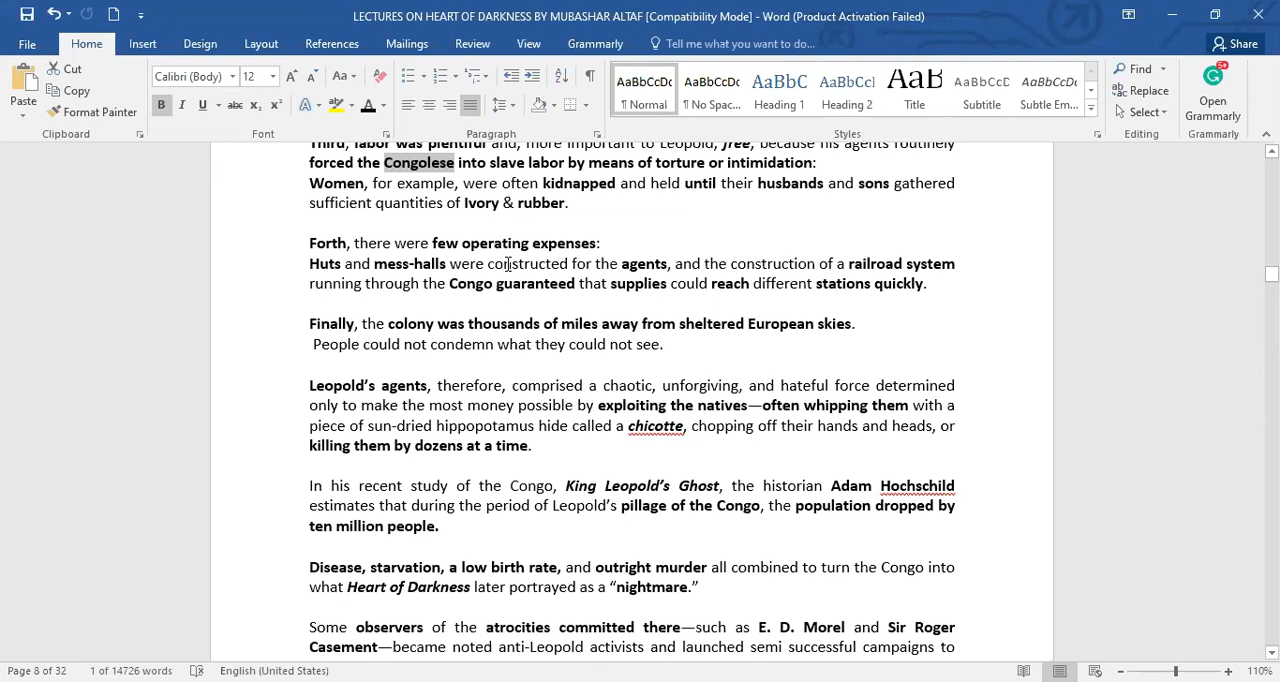 LECTURES ON HEART OF DARKNESS BY MUBASHAR ALTAF [Compatibility Mode] - Word (Product Activation Failed)
File Home Insert Design Layout References Mailings Review View Grammarly Tell me what you want to do... Share
Cut
Copy
Format Painter
Paste
Calibri (Body) 12
AaBbCcDc AaBbCcDc AaBbC AaBbCcl AaB AaBbCcD AaBbCcDc
¶ Normal ¶ No Spac... Heading 1 Heading 2 Title Subtitle Subtle Em...
Find
Replace
Select
5+
Open
Grammarly
Clipboard Font Paragraph Styles Editing Grammarly
Third, labor was plentiful and, more important to Leopold, free, because his agents routinely
forced the Congolese into slave labor by means of torture or intimidation:
Women, for example, were often kidnapped and held until their husbands and sons gathered
sufficient quantities of Ivory & rubber.
Forth, there were few operating expenses:
Huts and mess-halls were constructed for the agents, and the construction of a railroad system
running through the Congo guaranteed that supplies could reach different stations quickly.
Finally, the colony was thousands of miles away from sheltered European skies.
People could not condemn what they could not see.
Leopold’s agents, therefore, comprised a chaotic, unforgiving, and hateful force determined
only to make the most money possible by exploiting the natives—often whipping them with a
piece of sun-dried hippopotamus hide called a chicotte, chopping off their hands and heads, or
killing them by dozens at a time.
In his recent study of the Congo, King Leopold’s Ghost, the historian Adam Hochschild
estimates that during the period of Leopold’s pillage of the Congo, the population dropped by
ten million people.
Disease, starvation, a low birth rate, and outright murder all combined to turn the Congo into
what Heart of Darkness later portrayed as a “nightmare.”
Some observers of the atrocities committed there—such as E. D. Morel and Sir Roger
Casement—became noted anti-Leopold activists and launched semi successful campaigns to
Page 8 of 32 1 of 14726 words English (United States) 110%